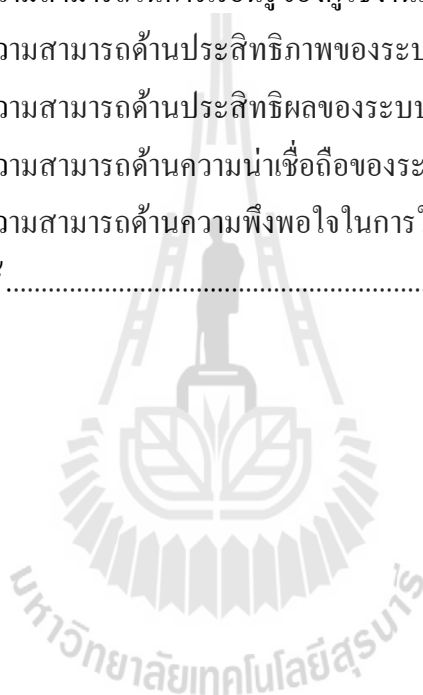 ความสามารถด้านประสิทธิภาพของระบบ
ความสามารถด้านประสิทธิผลของระบบ
ความสามารถด้านความน่าเชื่อถือของระ
ความสามารถด้านความพึงพอใจในการใ
.......................................................
มหาวิทยาลัยเทคโนโลยีสุรนารี